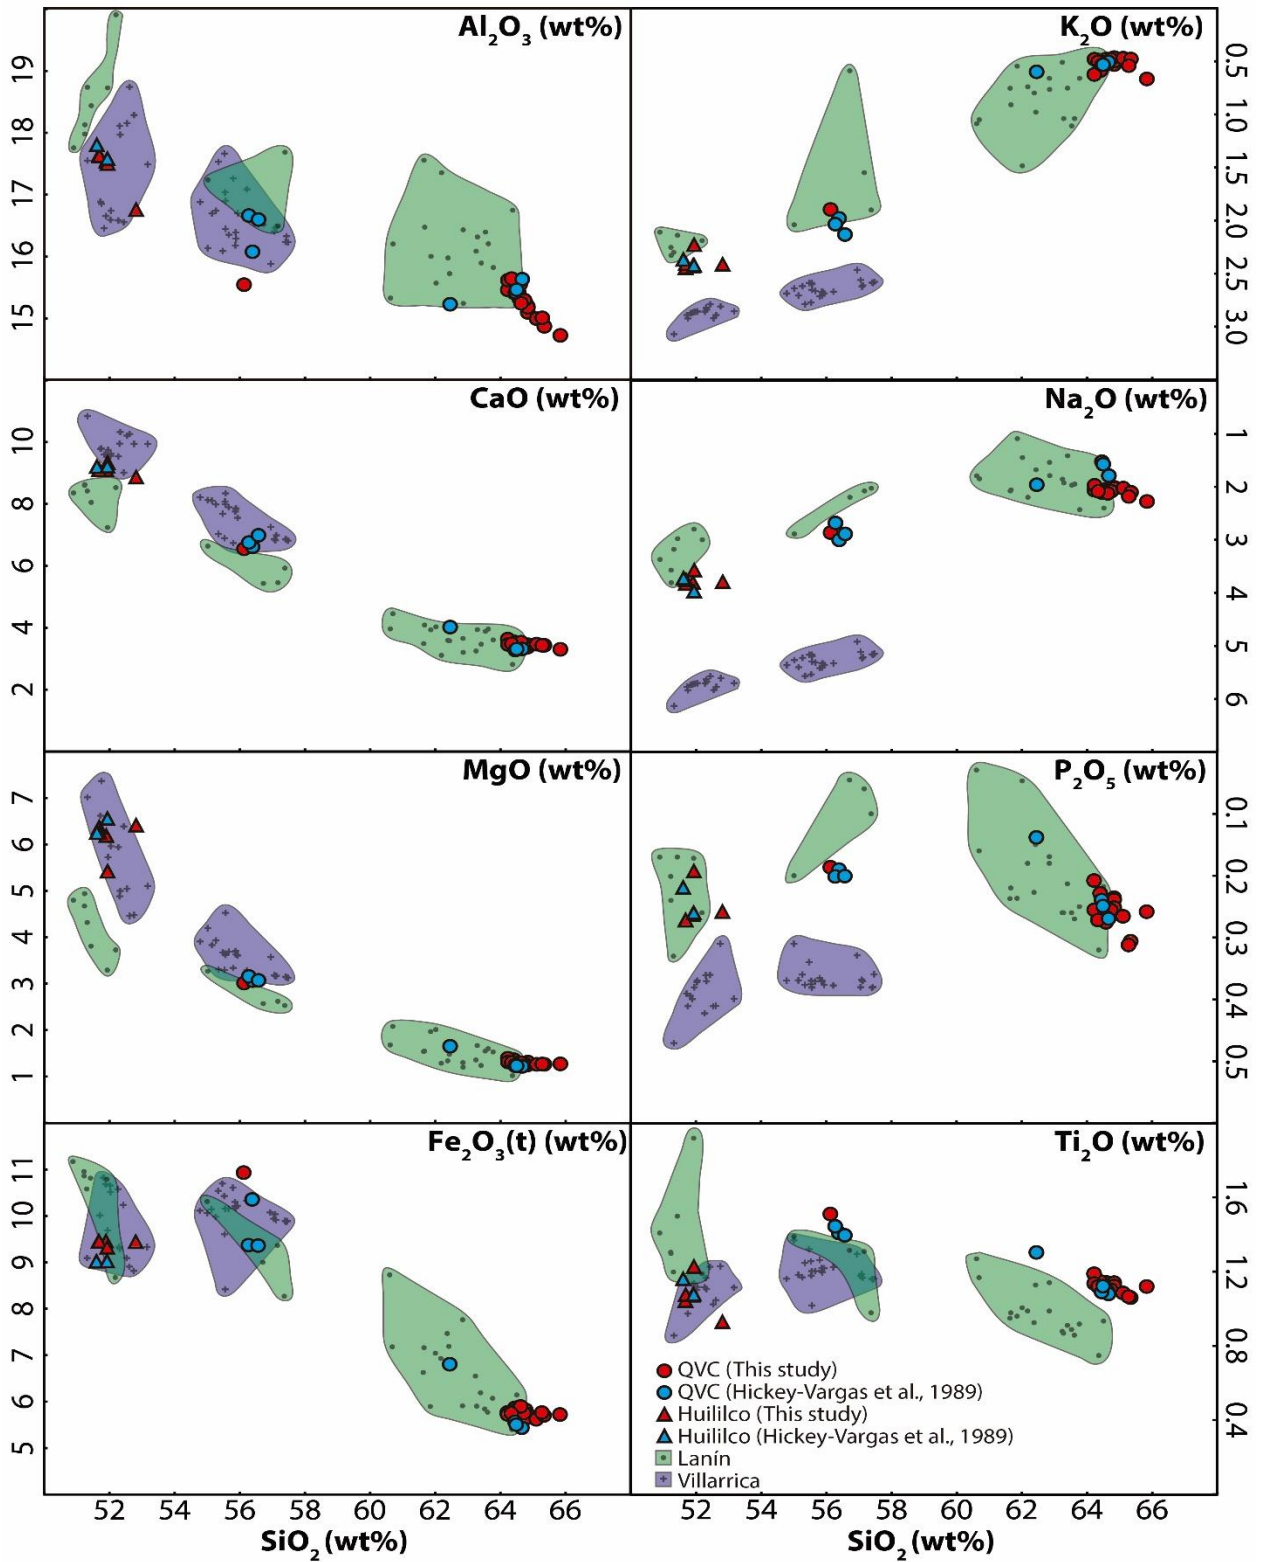 Al₂O₃ (wt%)
19
18
17
16
15
K₂O (wt%)
0.5
1.0
1.5
2.0
2.5
3.0
CaO (wt%)
10
8
6
4
2
Na₂O (wt%)
1
2
3
4
5
6
MgO (wt%)
7
6
5
4
3
2
1
P₂O₅ (wt%)
0.1
0.2
0.3
0.4
0.5
Fe₂O₃(t) (wt%)
11
10
9
8
7
6
5
Ti₂O (wt%)
1.6
1.2
0.8
0.4
QVC (This study)
QVC (Hickey-Vargas et al., 1989)
Huililco (This study)
Huililco (Hickey-Vargas et al., 1989)
Lanín
Villarrica
52 54 56 58 60 62 64 66
52 54 56 58 60 62 64 66
SiO₂ (wt%)
SiO₂ (wt%)